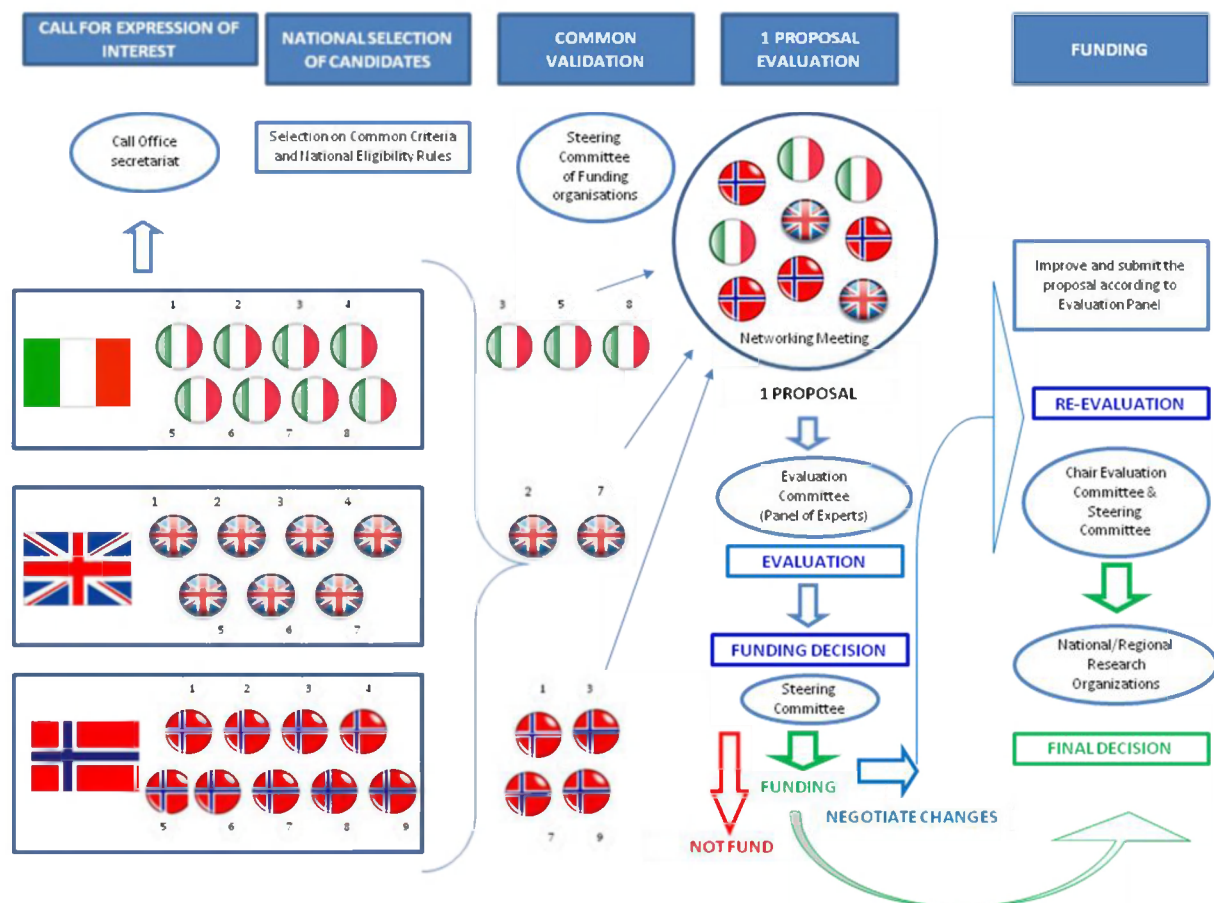 CALL FOR EXPRESSION OF
INTEREST
NATIONAL SELECTION
OF CANDIDATES
COMMON
VALIDATION
1 PROPOSAL
EVALUATION
FUNDING
Call Office
secretariat
Selection on Common Criteria
and National Eligibility Rules
Steering
Committee
of Funding
organisations
Networking Meeting
1 2 3 4
5 6 7 8
3 5 8
1 2 3 4
5 6 7
2 7
1 2 3 4
5 6 7 8 9
1 3
7 9
1 PROPOSAL
Evaluation
Committee
(Panel of Experts)
EVALUATION
FUNDING DECISION
Steering
Committee
FUNDING
NOT FUND
NEGOTIATE CHANGES
Improve and submit the
proposal according to
Evaluation Panel
RE-EVALUATION
Chair Evaluation
Committee &
Steering
Committee
National/Regional
Research
Organizations
FINAL DECISION